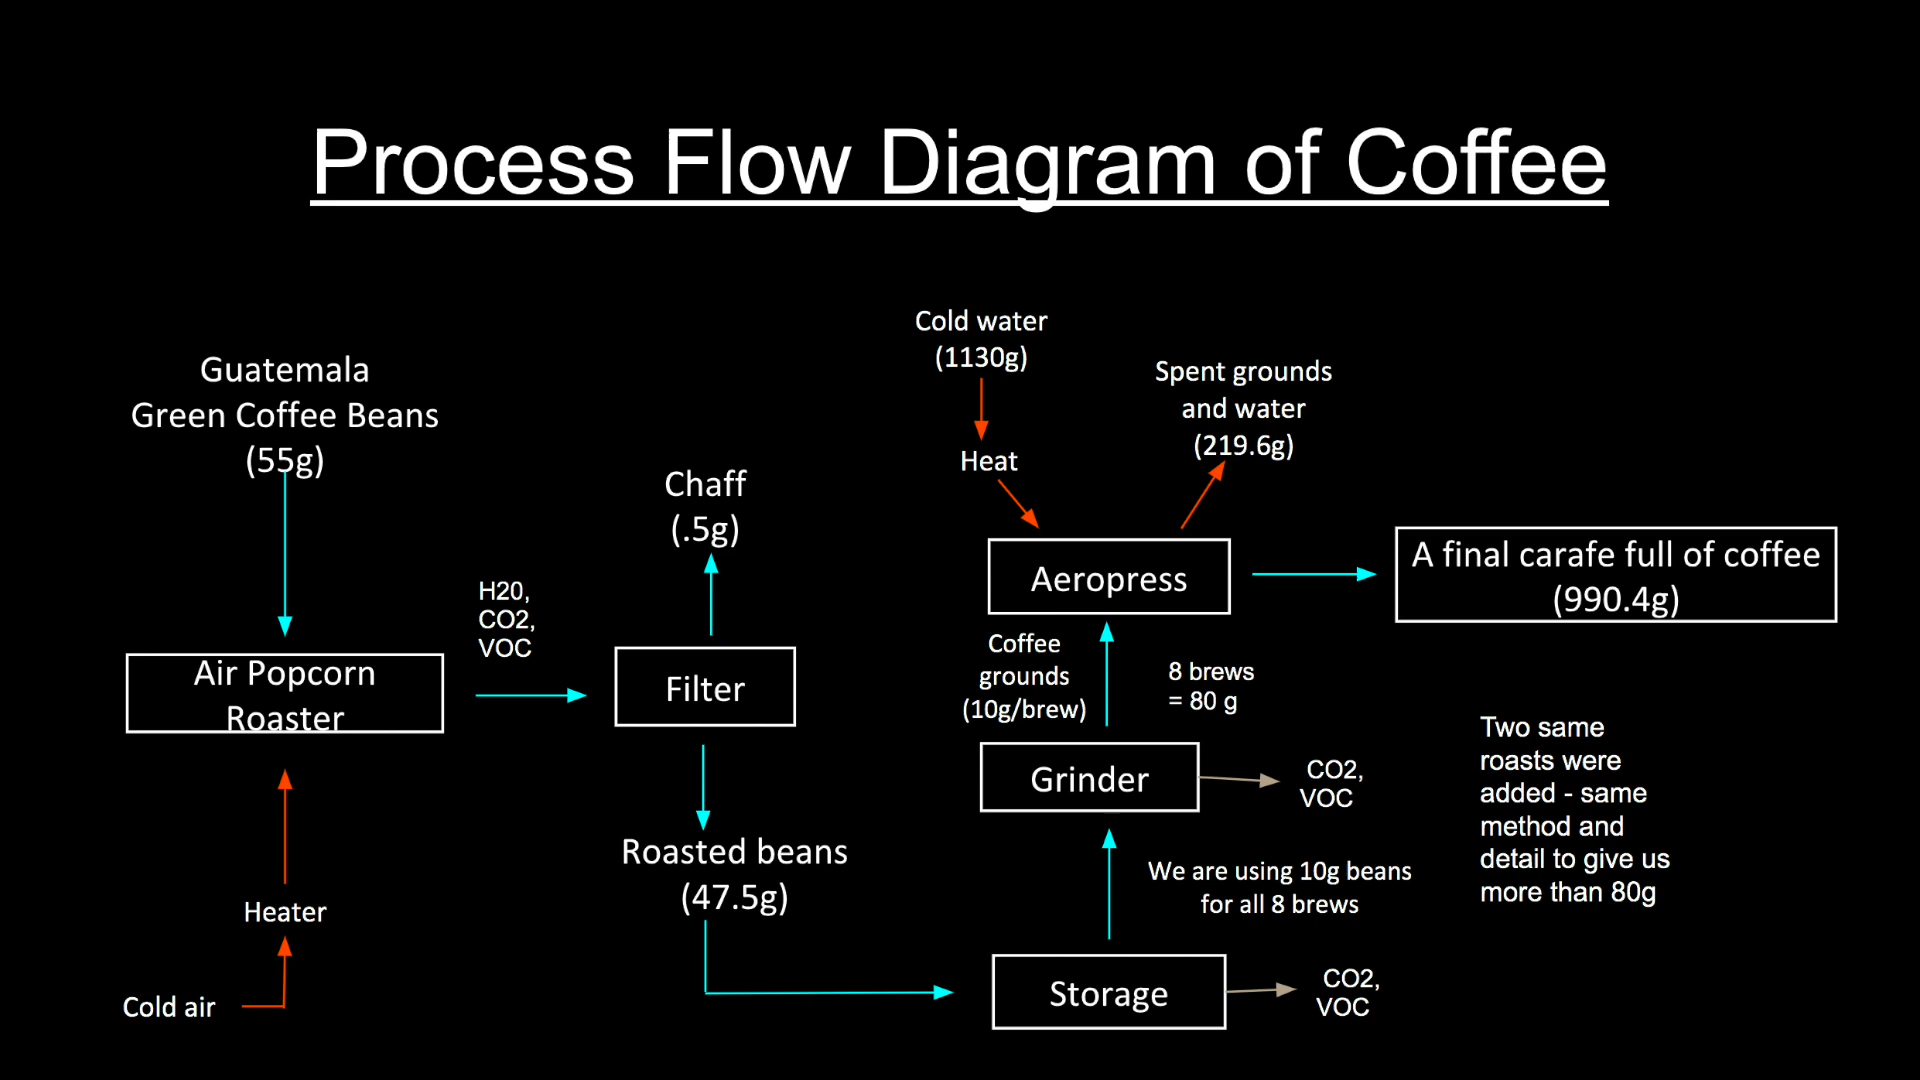 Process Flow Diagram of Coffee
Guatemala
Green Coffee Beans
(55g)
Air Popcorn
Roaster
Heater
Cold air
H20,
CO2,
VOC
Chaff
(.5g)
Filter
Roasted beans
(47.5g)
Cold water
(1130g)
Heat
Spent grounds
and water
(219.6g)
Aeropress
A final carafe full of coffee
(990.4g)
Coffee
grounds
(10g/brew)
8 brews
= 80 g
Grinder
CO2,
VOC
We are using 10g beans
for all 8 brews
Storage
CO2,
VOC
Two same
roasts were
added - same
method and
detail to give us
more than 80g